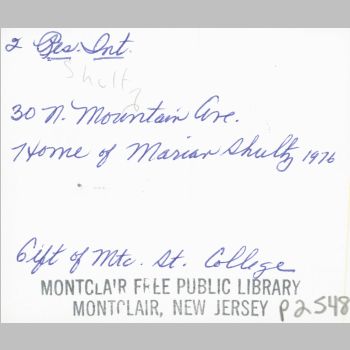 2 Res. Int.
Shultz
30 N. Mountain Ave.
Home of Marian Shultz 1976
Gift of Mtc. St. College
MONTCLAIR FREE PUBLIC LIBRARY
MONTCLAIR, NEW JERSEY p2548